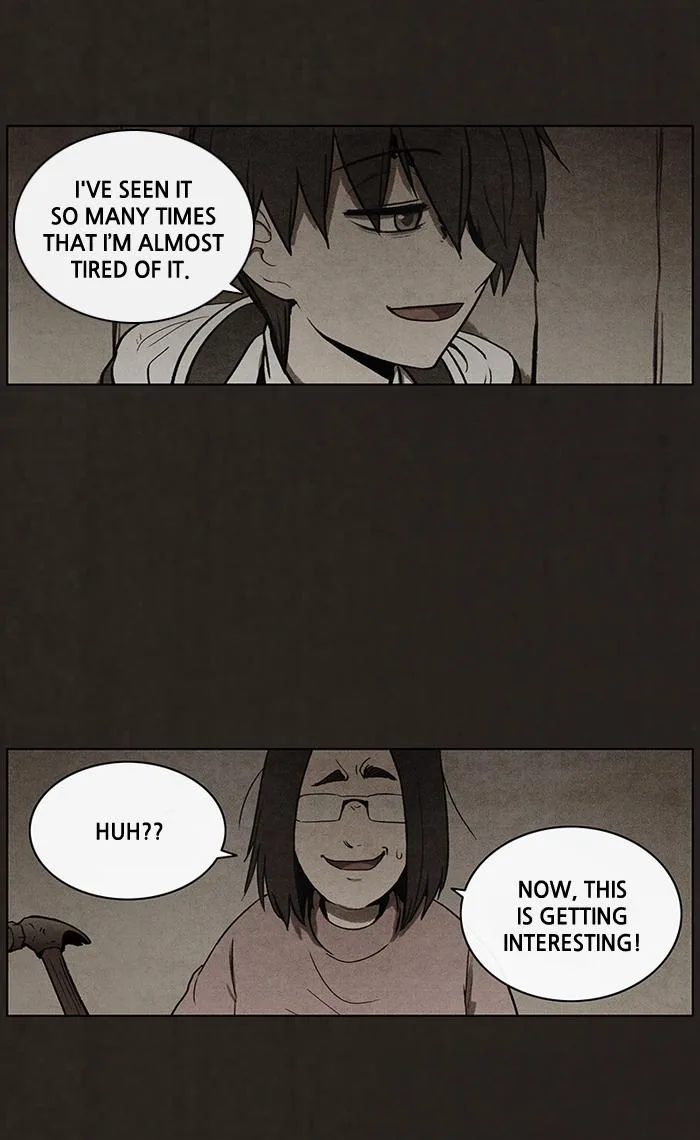 I'VE SEEN IT
SO MANY TIMES
THAT I'M ALMOST
TIRED OF IT.
HUH??
NOW, THIS
IS GETTING
INTERESTING!